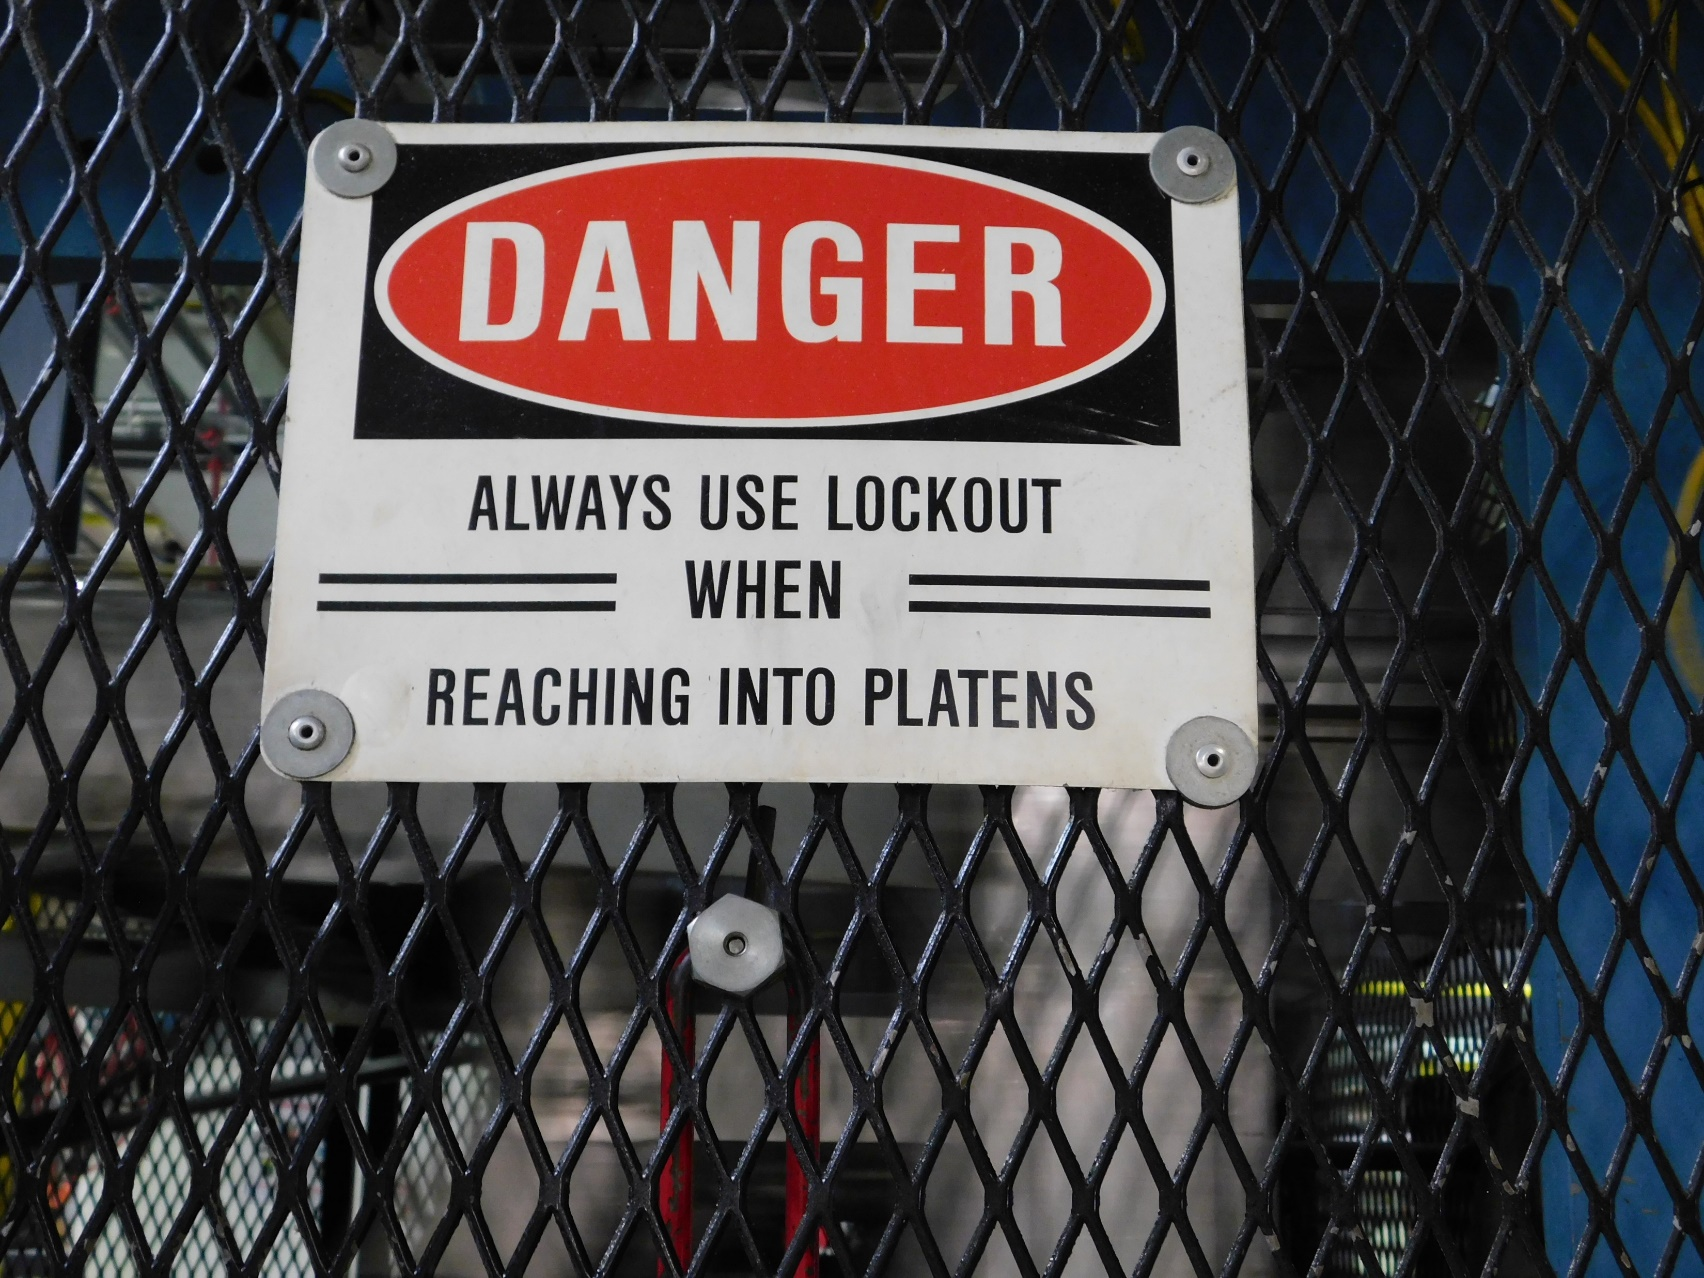 DANGER
ALWAYS USE LOCKOUT
WHEN
REACHING INTO PLATENS